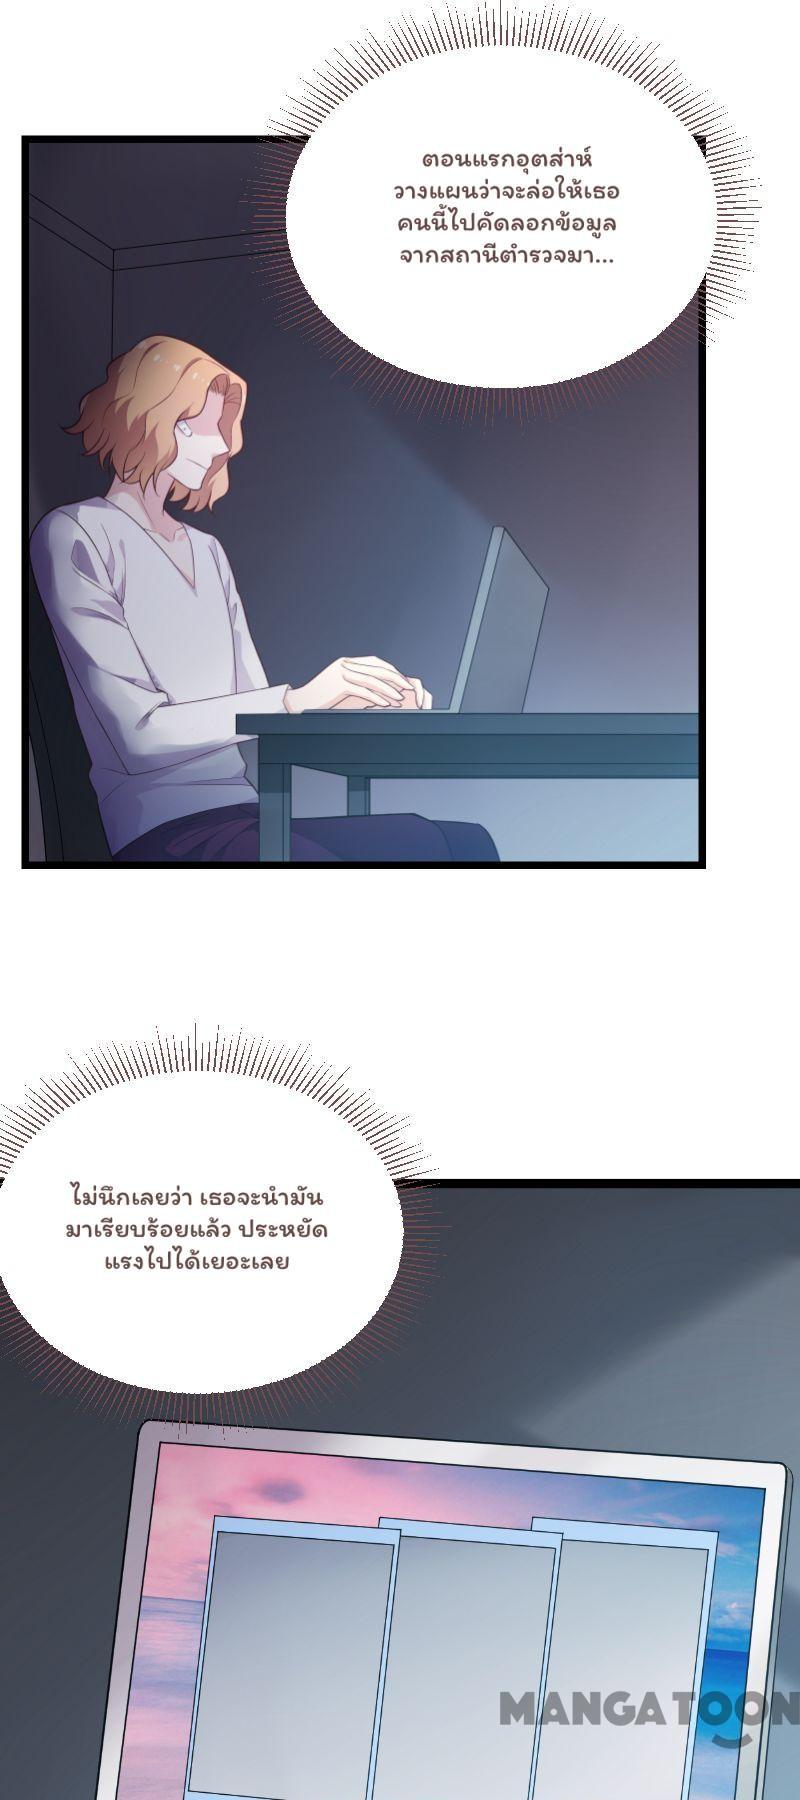 ตอนแรกอุตส่าห์
วางแผนว่าจะล่อให้เธอ
คนนี้ไปคัดลอกข้อมูล
จากสถานีตำรวจมา...
ไม่นึกเลยว่า เธอจะนำมัน
มาเรียบร้อยแล้ว ประหยัด
แรงไปได้เยอะเลย
MANGATOON